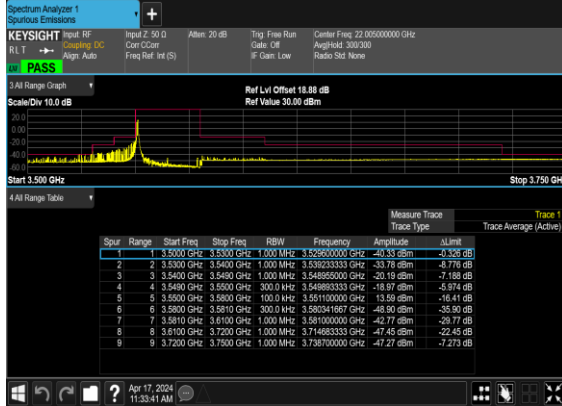 Spectrum Analyzer 1
Spurious Emissions
+
KEYSIGHT Input: RF Input Z: 50 Ω Atten: 20 dB Trig: Free Run Center Freq: 22.005000000 GHz
RLT Coupling: DC Corr CCorr Gate: Off Avg|Hold: 300/300
Align: Auto Freq Ref: Int (S) IF Gain: Low Radio Std: None
PASS
3 All Range Graph
Ref Lvl Offset 18.88 dB
Scale/Div 10.0 dB Ref Value 30.00 dBm
20.0
0.00
-20.0
-40.0
-60.0
Start 3.500 GHz Stop 3.750 GH
4 All Range Table
Measure Trace Trace 1
Trace Type Trace Average (Active)
Spur Range Start Freq Stop Freq RBW Frequency Amplitude ΔLimit
1 1 3.5000 GHz 3.5300 GHz 1.000 MHz 3.529600000 GHz -40.33 dBm -0.326 dB
2 2 3.5300 GHz 3.5400 GHz 1.000 MHz 3.539233333 GHz -33.78 dBm -8.776 dB
3 3 3.5400 GHz 3.5490 GHz 1.000 MHz 3.548955000 GHz -20.19 dBm -7.188 dB
4 4 3.5490 GHz 3.5500 GHz 300.0 kHz 3.549893333 GHz -18.97 dBm -5.974 dB
5 5 3.5500 GHz 3.5800 GHz 100.0 kHz 3.551100000 GHz 13.59 dBm -16.41 dB
6 6 3.5800 GHz 3.5810 GHz 300.0 kHz 3.580341667 GHz -48.90 dBm -35.90 dB
7 7 3.5810 GHz 3.6100 GHz 1.000 MHz 3.581000000 GHz -42.77 dBm -29.77 dB
8 8 3.6100 GHz 3.7200 GHz 1.000 MHz 3.714683333 GHz -47.45 dBm -22.45 dB
9 9 3.7200 GHz 3.7500 GHz 1.000 MHz 3.738700000 GHz -47.27 dBm -7.273 dB
? Apr 17, 2024
11:33:41 AM